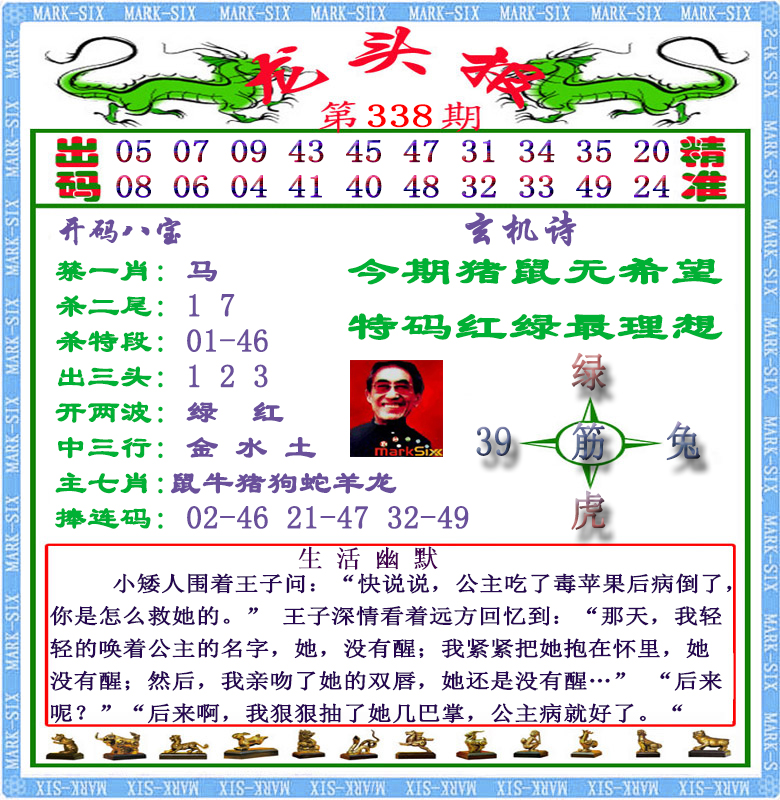 MARK-SIX MARK-SIX MARK-SIX MARK-SIX MARK-SIX MARK-SIX MARK-SIX
龙头报
第338期
出码
05 07 09 43 45 47 31 34 35 20
08 06 04 41 40 48 32 33 49 24
精准
开码八宝
禁一肖：马
杀二尾：1 7
杀特段：01-46
出三头：1 2 3
开两波：绿 红
中三行：金 水 土
主七肖：鼠牛猪狗蛇羊龙
捧连码：02-46 21-47 32-49
玄机诗
今期猪鼠无希望
特码红绿最理想
MarkSix
绿
39 筋 兔
虎
生活幽默
小矮人围着王子问：“快说说，公主吃了毒苹果后病倒了，
你是怎么救她的。” 王子深情看着远方回忆到：“那天，我轻
轻的唤着公主的名字，她，没有醒；我紧紧把她抱在怀里，她
没有醒；然后，我亲吻了她的双唇，她还是没有醒…” “后来
呢？”“后来啊，我狠狠抽了她几巴掌，公主病就好了。“
MARK-SIX MARK-SIX MARK-SIX MARK-SIX MARK-SIX MARK-SIX MARK-SIX